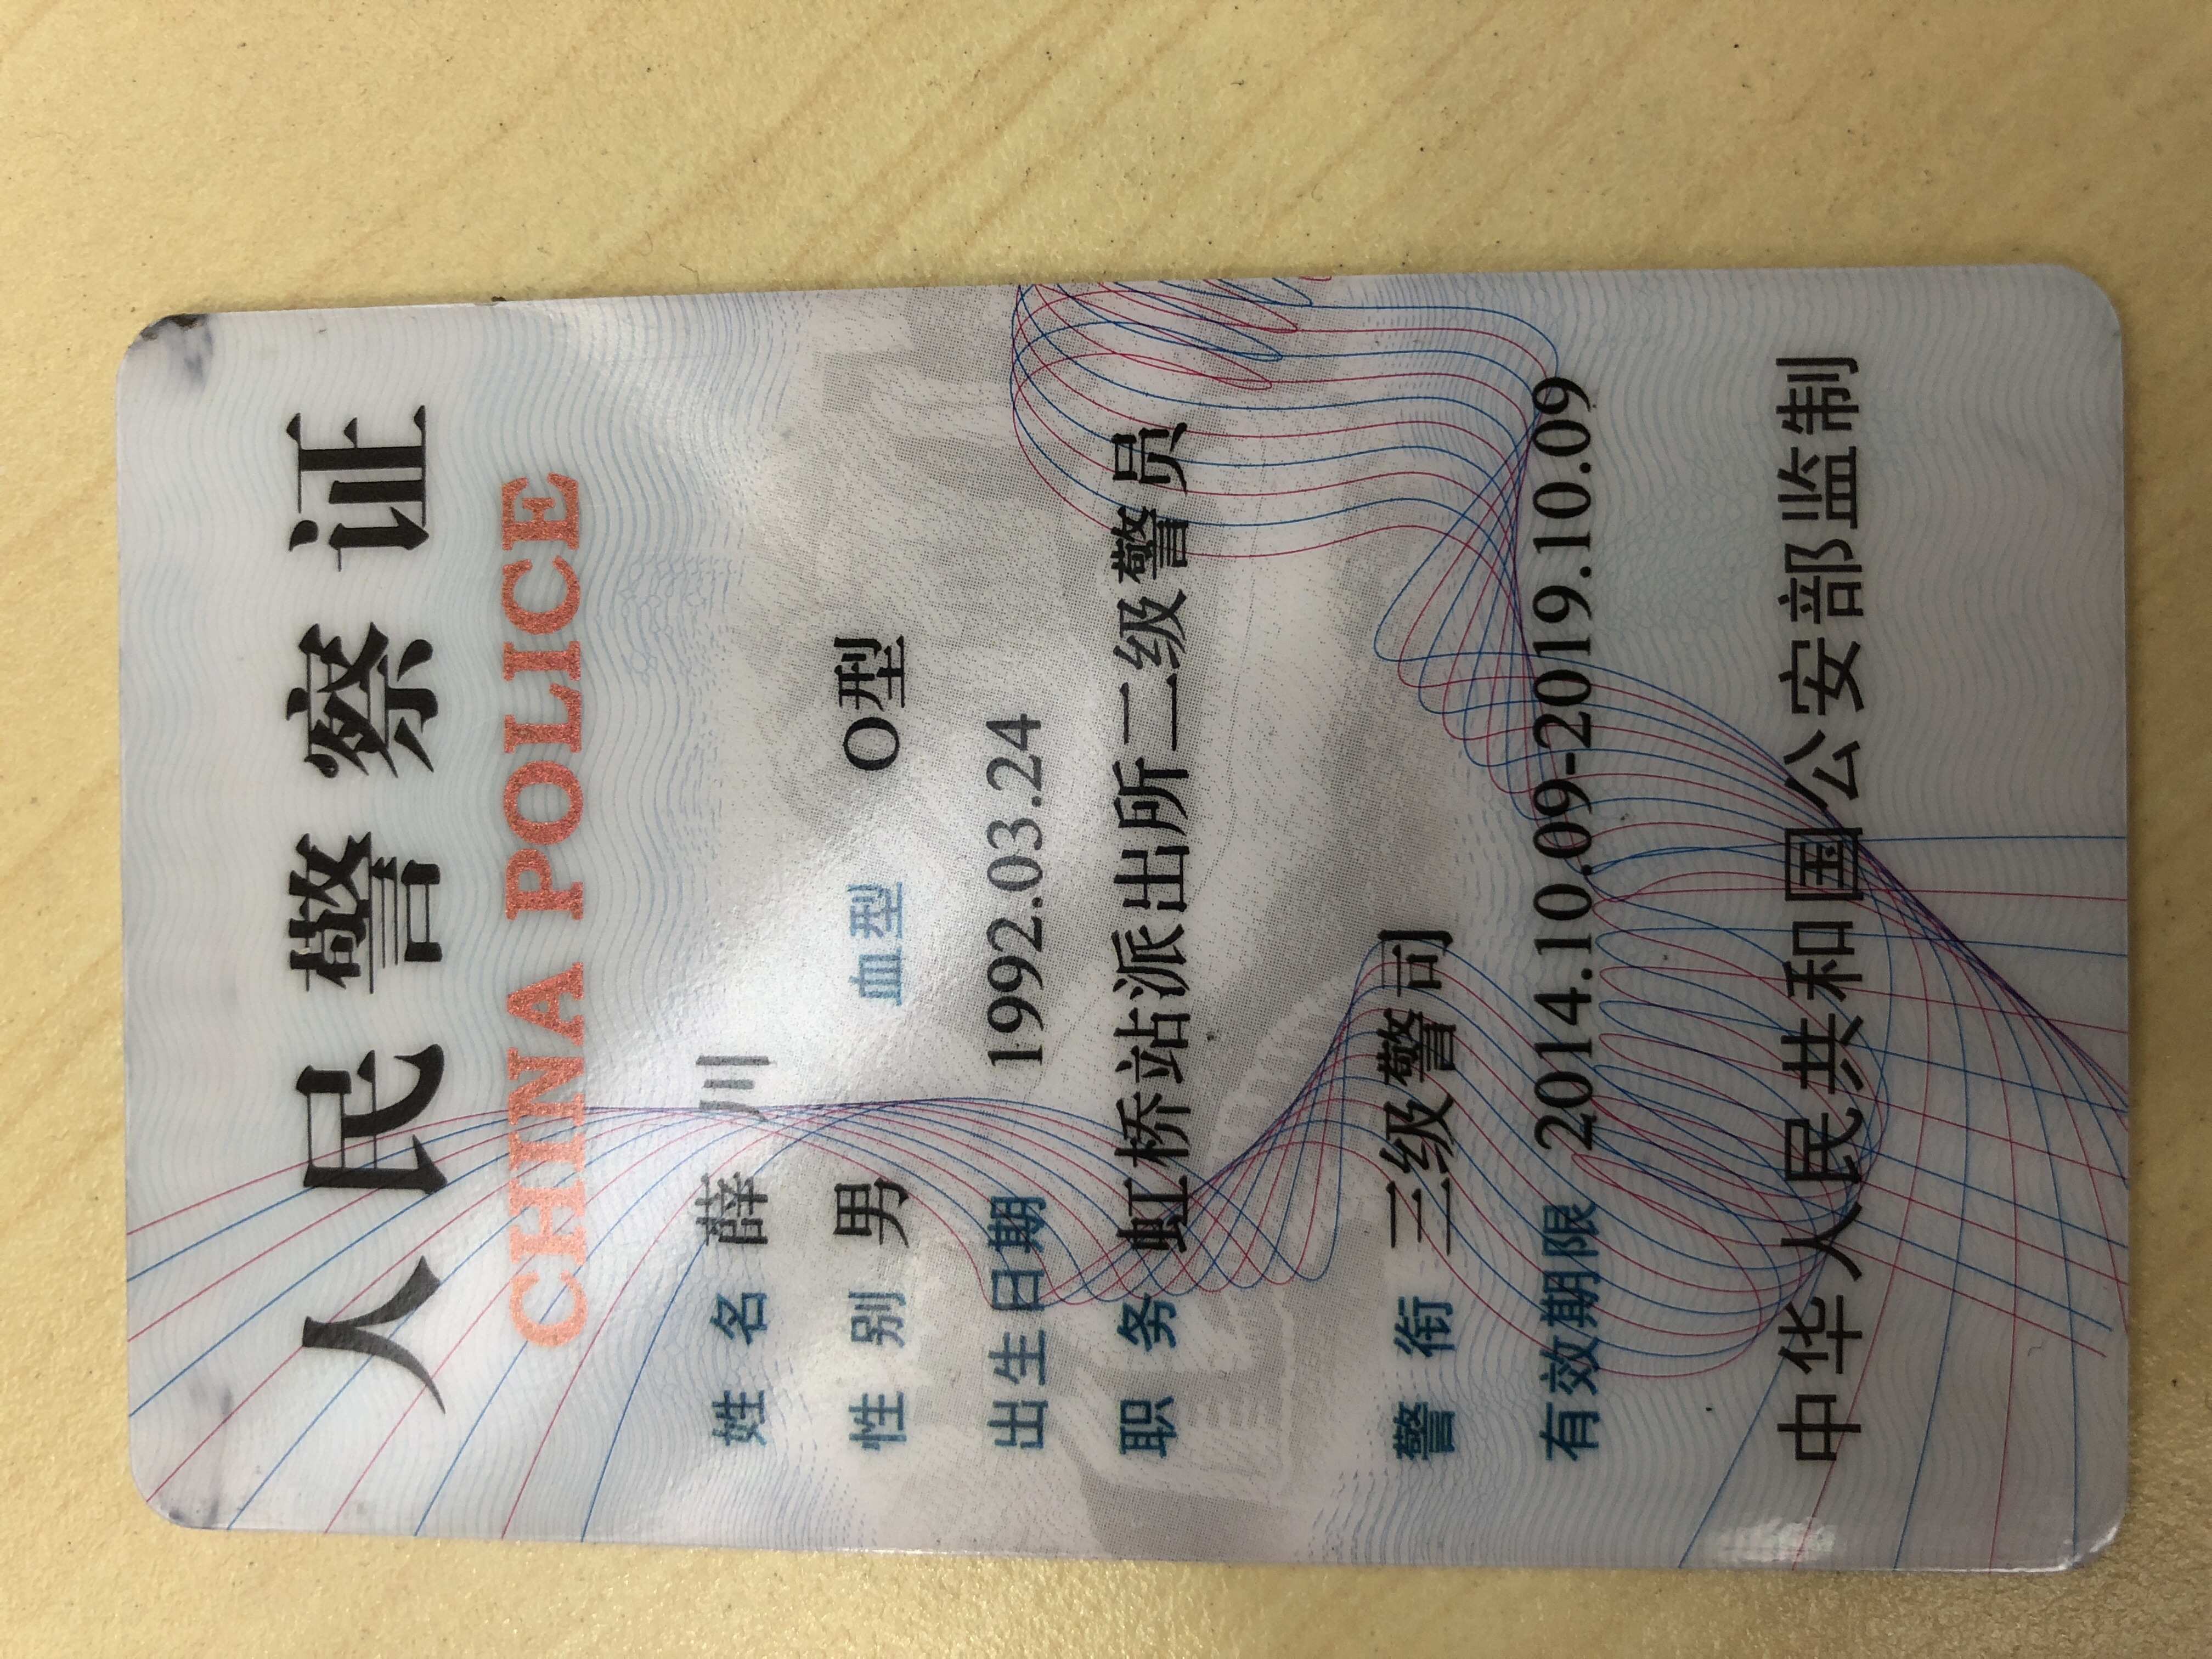 人民警察证
CHINA POLICE
姓 名 薛川
性 别 男 血型 O型
出生日期 1992.03.24
职 务 虹桥站派出所二级警员
警 衔 三级警司
有效期限 2014.10.09-2019.10.09
中华人民共和国公安部监制